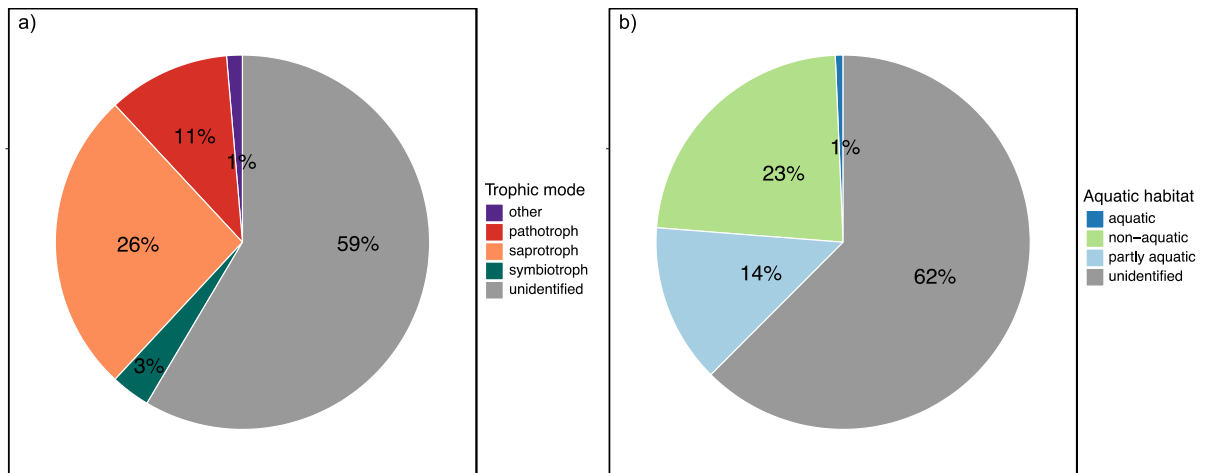 a)
11%
1%
26%
59%
3%
Trophic mode
other
pathotroph
saprotroph
symbiotroph
unidentified
b)
1%
23%
14%
62%
Aquatic habitat
aquatic
non−aquatic
partly aquatic
unidentified